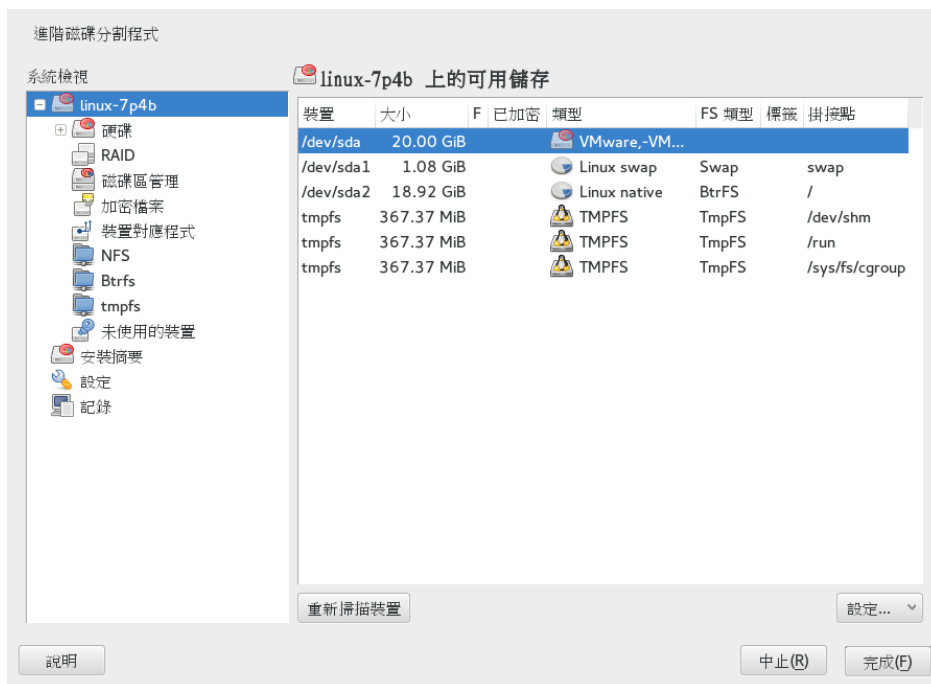 進階磁碟分割程式
系統檢視
linux-7p4b
硬碟
RAID
磁碟區管理
加密檔案
裝置對應程式
NFS
Btrfs
tmpfs
未使用的裝置
安裝摘要
設定
記錄
linux-7p4b 上的可用儲存
裝置 大小 F 已加密 類型 FS 類型 標籤 掛接點
/dev/sda 20.00 GiB VMware,-VM...
/dev/sda1 1.08 GiB Linux swap Swap swap
/dev/sda2 18.92 GiB Linux native BtrFS /
tmpfs 367.37 MiB TMPFS TmpFS /dev/shm
tmpfs 367.37 MiB TMPFS TmpFS /run
tmpfs 367.37 MiB TMPFS TmpFS /sys/fs/cgroup
重新掃描裝置 設定...
說明 中止(R) 完成(F)